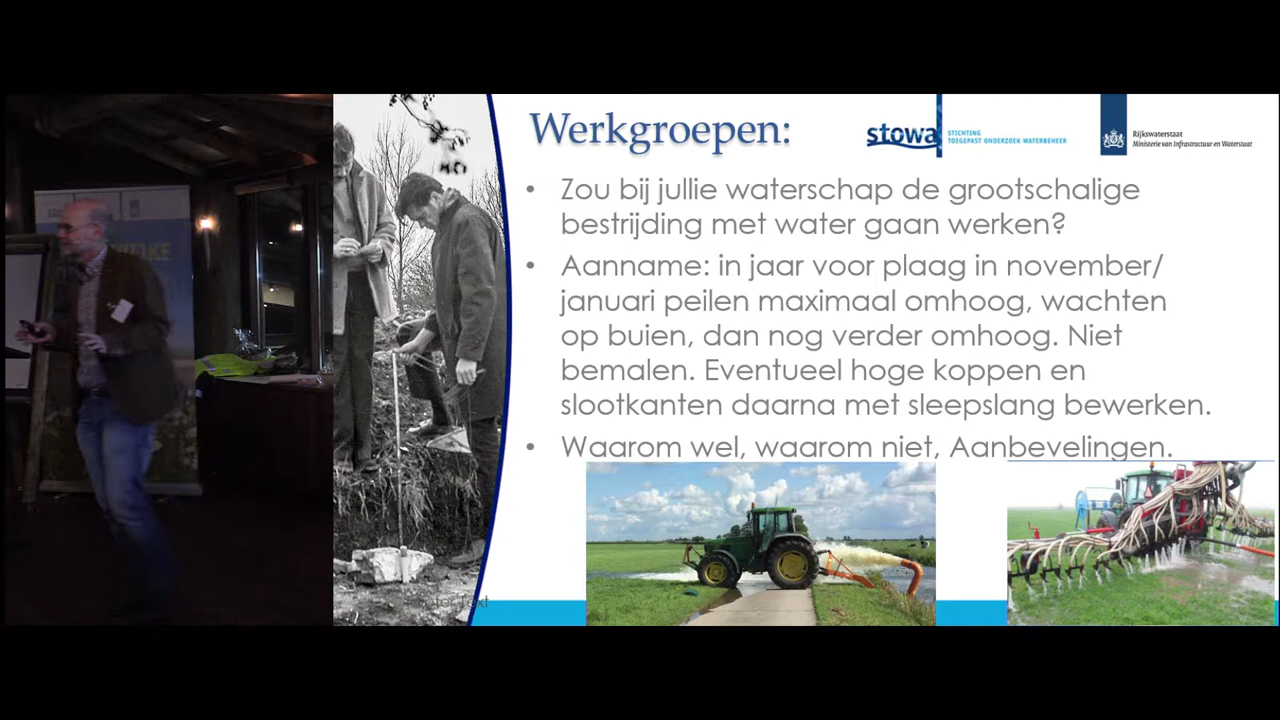 Werkgroepen:
stowa
STICHTING
TOEGEPAST ONDERZOEK WATERBEHEER
Rijkswaterstaat
Ministerie van Infrastructuur en Waterstaat
• Zou bij jullie waterschap de grootschalige
bestrijding met water gaan werken?
• Aanname: in jaar voor plaag in november/
januari peilen maximaal omhoog, wachten
op buien, dan nog verder omhoog. Niet
bemalen. Eventueel hoge koppen en
slootkanten daarna met sleepslang bewerken.
• Waarom wel, waarom niet, Aanbevelingen.